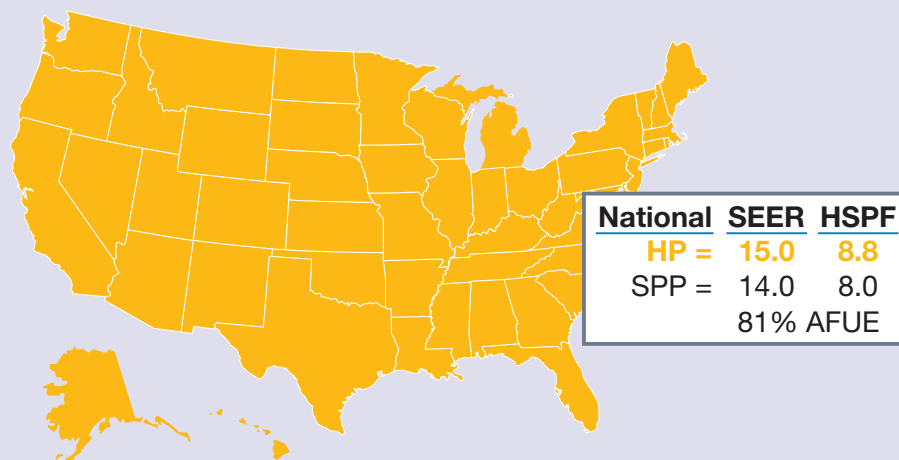 National SEER HSPF
HP = 15.0 8.8
SPP = 14.0 8.0
81% AFUE